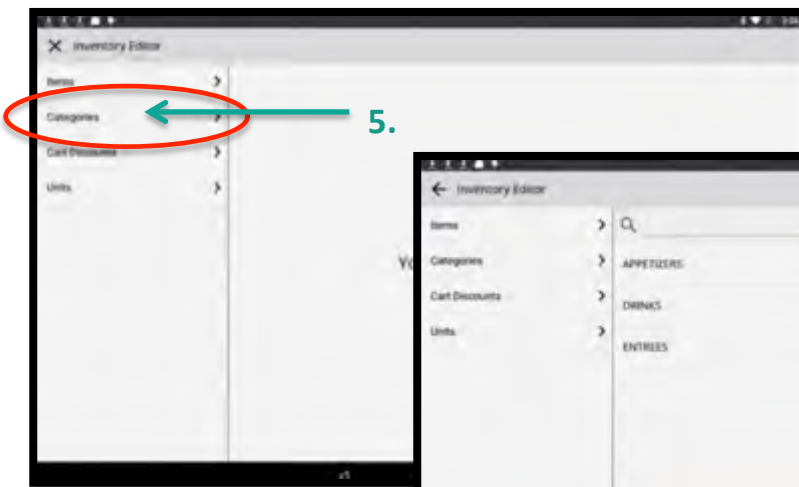 Inventory Editor
Items
Categories
5.
Cart Discounts
Units
Inventory Editor
Items
Categories
APPETIZERS
Cart Discounts
DRINKS
Units
ENTREES